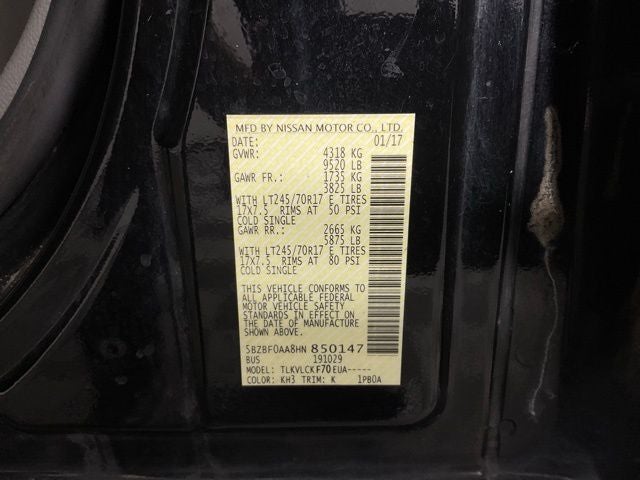 MFD BY NISSAN MOTOR CO., LTD.
DATE: 01/17
GVWR: 4318 KG
9520 LB
GAWR FR.: 1735 KG
3825 LB
WITH LT245/70R17 E TIRES
17X7.5 RIMS AT 50 PSI
COLD SINGLE
GAWR RR.: 2665 KG
5875 LB
WITH LT245/70R17 E TIRES
17X7.5 RIMS AT 80 PSI
COLD SINGLE
THIS VEHICLE CONFORMS TO
ALL APPLICABLE FEDERAL
MOTOR VEHICLE SAFETY
STANDARDS IN EFFECT ON
THE DATE OF MANUFACTURE
SHOWN ABOVE.
5BZBF0AA8HN 850147
BUS 191029
MODEL: TLKVLCKF70EUA-----
COLOR: KH3 TRIM: K 1PB0A